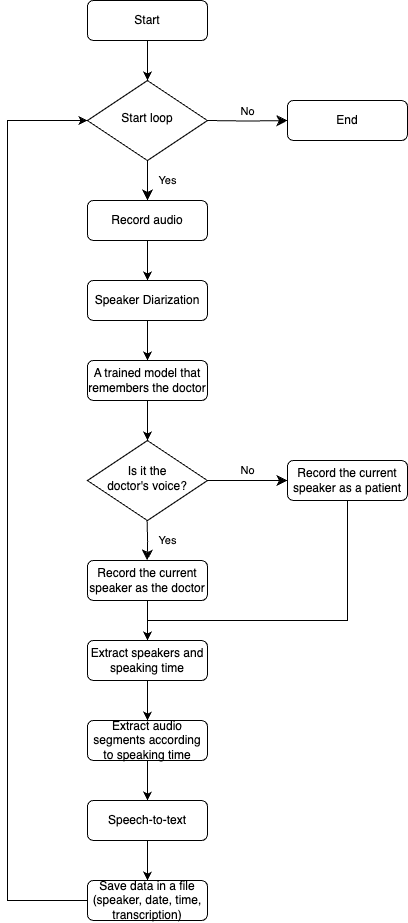 Start
Start loop
No
End
Yes
Record audio
Speaker Diarization
A trained model that
remembers the doctor
Is it the
doctor's voice?
No
Record the current
speaker as a patient
Yes
Record the current
speaker as the doctor
Extract speakers and
speaking time
Extract audio
segments according
to speaking time
Speech-to-text
Save data in a file
(speaker, date, time,
transcription)